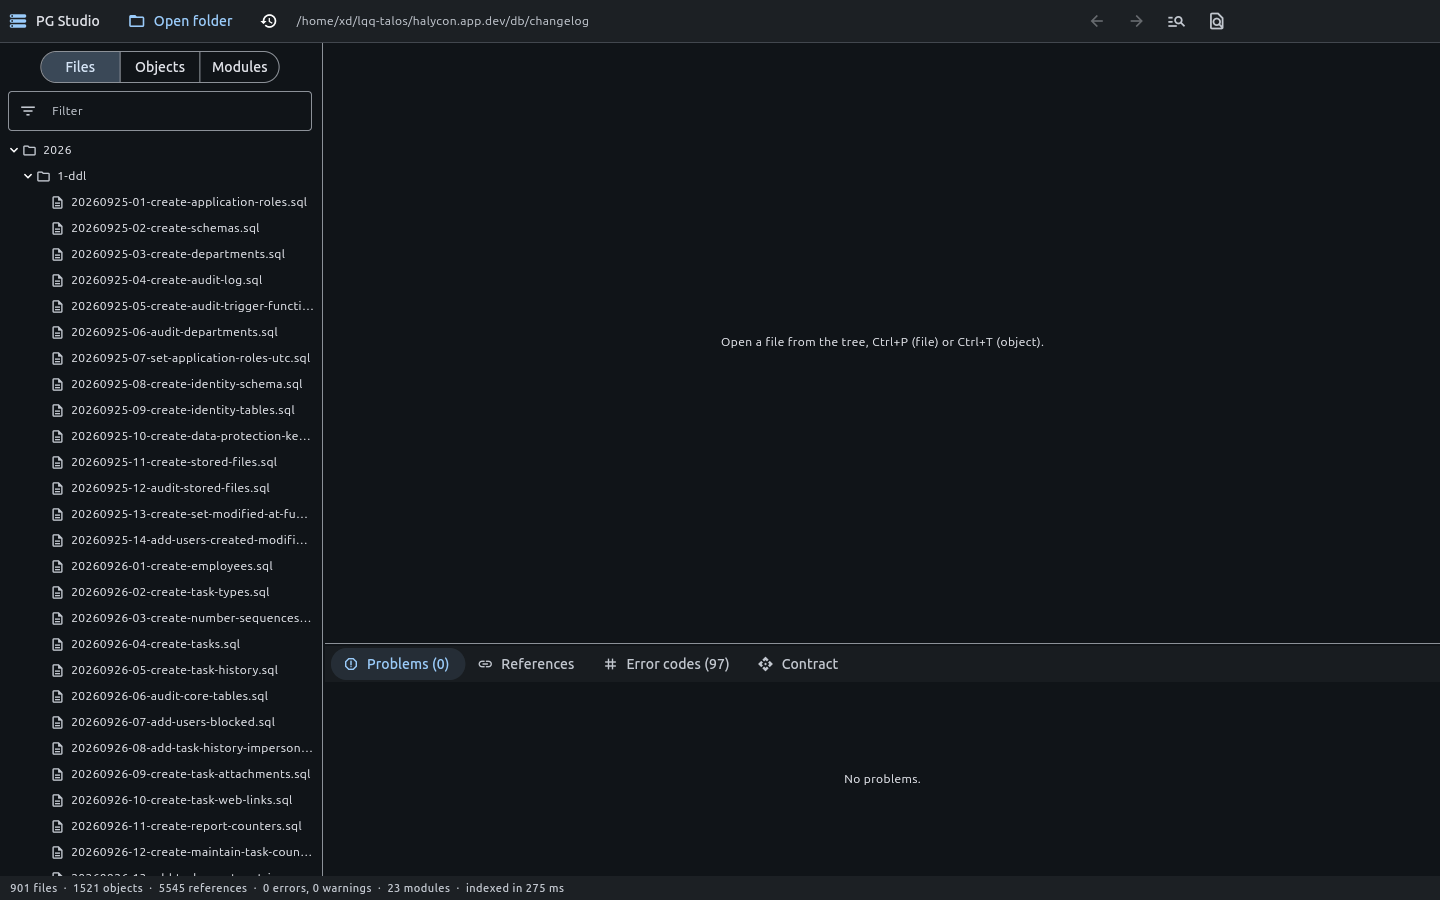 PG Studio
Open folder
/home/xd/lqq-talos/halycon.app.dev/db/changelog
Files
Objects
Modules
Filter
2026
1-ddl
20260925-01-create-application-roles.sql
20260925-02-create-schemas.sql
20260925-03-create-departments.sql
20260925-04-create-audit-log.sql
20260925-05-create-audit-trigger-functi...
20260925-06-audit-departments.sql
20260925-07-set-application-roles-utc.sql
20260925-08-create-identity-schema.sql
20260925-09-create-identity-tables.sql
20260925-10-create-data-protection-ke...
20260925-11-create-stored-files.sql
20260925-12-audit-stored-files.sql
20260925-13-create-set-modified-at-fu...
20260925-14-add-users-created-modifi...
20260926-01-create-employees.sql
20260926-02-create-task-types.sql
20260926-03-create-number-sequences...
20260926-04-create-tasks.sql
20260926-05-create-task-history.sql
20260926-06-audit-core-tables.sql
20260926-07-add-users-blocked.sql
20260926-08-add-task-history-imperson...
20260926-09-create-task-attachments.sql
20260926-10-create-task-web-links.sql
20260926-11-create-report-counters.sql
20260926-12-create-maintain-task-coun...
Open a file from the tree, Ctrl+P (file) or Ctrl+T (object).
Problems (0)
References
Error codes (97)
Contract
No problems.
901 files · 1521 objects · 5545 references · 0 errors, 0 warnings · 23 modules · indexed in 275 ms